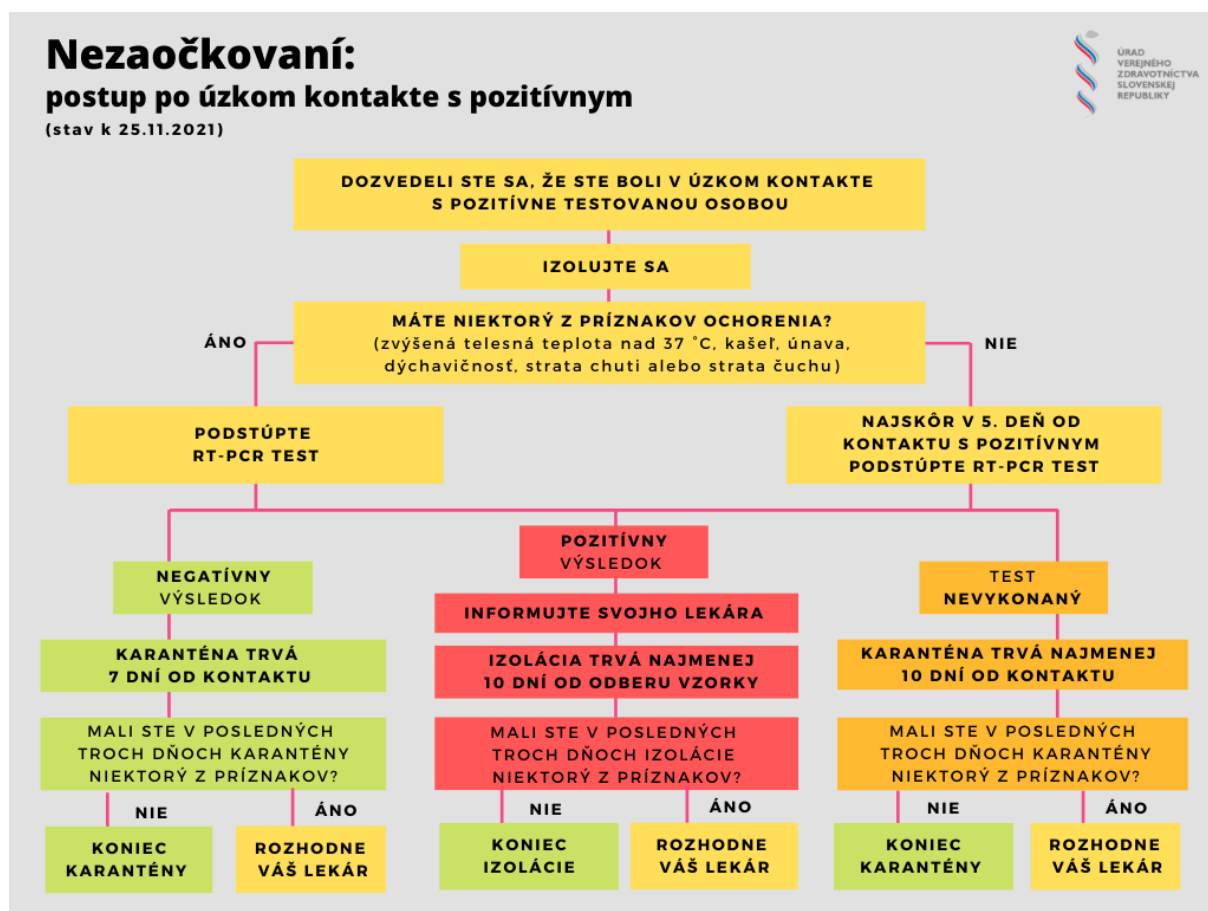 Nezaočkovaní:
postup po úzkom kontakte s pozitívnym
(stav k 25.11.2021)
ÚRAD
VEREJNÉHO
ZDRAVOTNÍCTVA
SLOVENSKEJ
REPUBLIKY
DOZVEDELI STE SA, ŽE STE BOLI V ÚZKOM KONTAKTE
S POZITÍVNE TESTOVANOU OSOBOU
IZOLUJTE SA
MÁTE NIEKTORÝ Z PRÍZNAKOV OCHORENIA?
(zvýšená telesná teplota nad 37 °C, kašeľ, únava,
dýchavičnosť, strata chuti alebo strata čuchu)
ÁNO
NIE
PODSTÚPTE
RT-PCR TEST
NAJSKÔR V 5. DEŇ OD
KONTAKTU S POZITÍVNYM
PODSTÚPTE RT-PCR TEST
NEGATÍVNY
VÝSLEDOK
KARANTÉNA TRVÁ
7 DNÍ OD KONTAKTU
MALI STE V POSLEDNÝCH
TROCH DŇOCH KARANTÉNY
NIEKTORÝ Z PRÍZNAKOV?
NIE
ÁNO
KONIEC
KARANTÉNY
ROZHODNE
VÁŠ LEKÁR
POZITÍVNY
VÝSLEDOK
INFORMUJTE SVOJHO LEKÁRA
IZOLÁCIA TRVÁ NAJMENEJ
10 DNÍ OD ODBERU VZORKY
MALI STE V POSLEDNÝCH
TROCH DŇOCH IZOLÁCIE
NIEKTORÝ Z PRÍZNAKOV?
NIE
ÁNO
KONIEC
IZOLÁCIE
ROZHODNE
VÁŠ LEKÁR
TEST
NEVYKONANÝ
KARANTÉNA TRVÁ NAJMENEJ
10 DNÍ OD KONTAKTU
MALI STE V POSLEDNÝCH
TROCH DŇOCH KARANTÉNY
NIEKTORÝ Z PRÍZNAKOV?
NIE
ÁNO
KONIEC
KARANTÉNY
ROZHODNE
VÁŠ LEKÁR